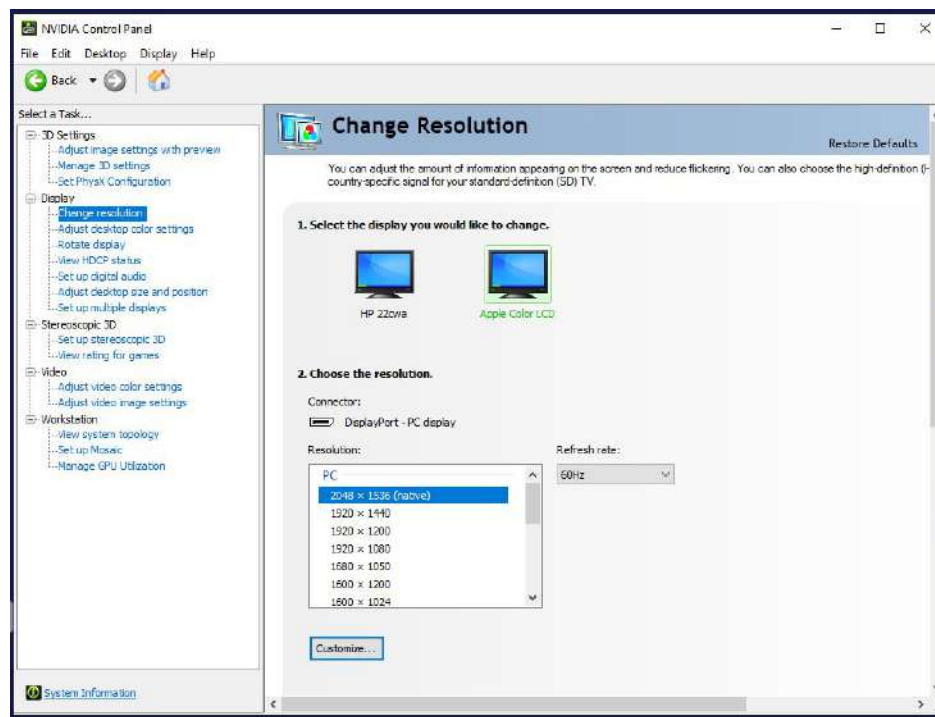 NVIDIA Control Panel
File Edit Desktop Display Help
Back
Select a Task...
3D Settings
Adjust image settings with preview
Manage 3D settings
Set PhysX Configuration
Display
Change resolution
Adjust desktop color settings
Rotate display
View HDCP status
Set up digital audio
Adjust desktop size and position
Set up multiple displays
Stereoscopic 3D
Set up stereoscopic 3D
View rating for games
Video
Adjust video color settings
Adjust video image settings
Workstation
View system topology
Set up Mosaic
Manage GPU Utilization
System Information
Change Resolution
Restore Defaults
You can adjust the amount of information appearing on the screen and reduce flickering. You can also choose the high-definition (H
country-specific signal for your standard-definition (SD) TV.
1. Select the display you would like to change.
HP 22cwa
Apple Color LCD
2. Choose the resolution.
Connector:
DisplayPort - PC display
Resolution:
Refresh rate:
PC
60Hz
2048 × 1536 (native)
1920 × 1440
1920 × 1200
1920 × 1080
1680 × 1050
1600 × 1200
1600 × 1024
Customize...